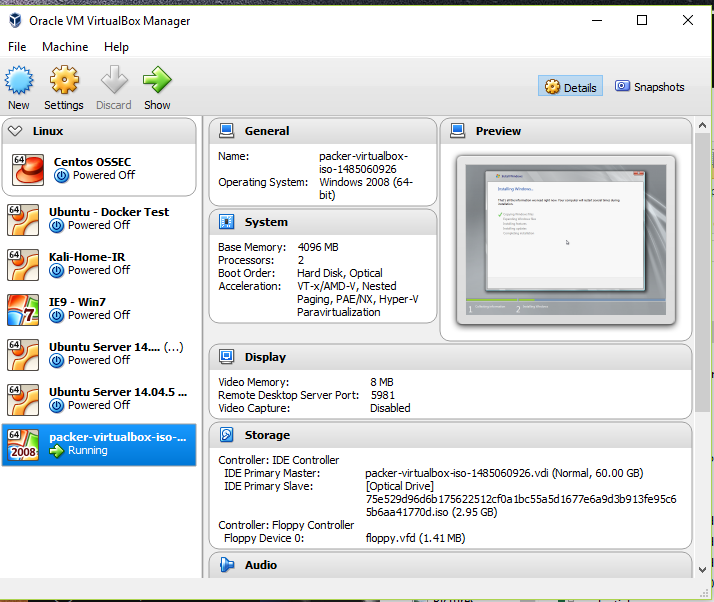 Oracle VM VirtualBox Manager
File Machine Help
New Settings Discard Show
Details Snapshots
Linux
64
Centos OSSEC
Powered Off
64
Ubuntu - Docker Test
Powered Off
64
Kali-Home-IR
Powered Off
7
IE9 - Win7
Powered Off
64
Ubuntu Server 14.... (...)
Powered Off
64
Ubuntu Server 14.04.5 ...
Powered Off
64
2008
packer-virtualbox-iso-...
Running
General
Name: packer-virtualbox-
iso-1485060926
Operating System: Windows 2008 (64-
bit)
System
Base Memory: 4096 MB
Processors: 2
Boot Order: Hard Disk, Optical
Acceleration: VT-x/AMD-V, Nested
Paging, PAE/NX, Hyper-V
Paravirtualization
Preview
Install Windows
Installing Windows...
1
2
Display
Video Memory: 8 MB
Remote Desktop Server Port: 5981
Video Capture: Disabled
Storage
Controller: IDE Controller
IDE Primary Master: packer-virtualbox-iso-1485060926.vdi (Normal, 60.00 GB)
IDE Primary Slave: [Optical Drive]
75e529d96d6b175622512cf0a1bc55a5d1677e6a9d3b913fe95c6
5b6aa41770d.iso (2.95 GB)
Controller: Floppy Controller
Floppy Device 0: floppy.vfd (1.41 MB)
Audio